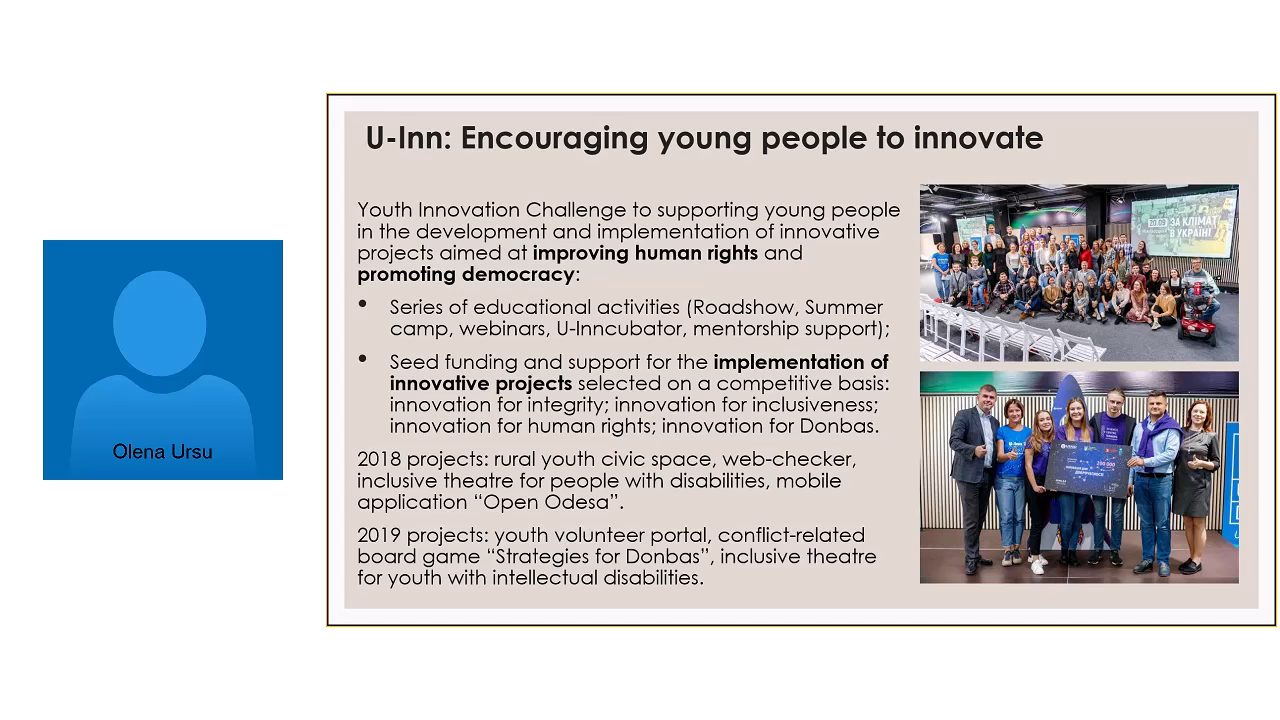 U-Inn: Encouraging young people to innovate
Youth Innovation Challenge to supporting young people
in the development and implementation of innovative
projects aimed at improving human rights and
promoting democracy:
• Series of educational activities (Roadshow, Summer
camp, webinars, U-Inncubator, mentorship support);
• Seed funding and support for the implementation of
innovative projects selected on a competitive basis:
innovation for integrity; innovation for inclusiveness;
innovation for human rights; innovation for Donbas.
2018 projects: rural youth civic space, web-checker,
inclusive theatre for people with disabilities, mobile
application “Open Odesa”.
2019 projects: youth volunteer portal, conflict-related
board game “Strategies for Donbas”, inclusive theatre
for youth with intellectual disabilities.
ЗА КЛІМАТ
В УКРАЇНІ
200 000
Olena Ursu